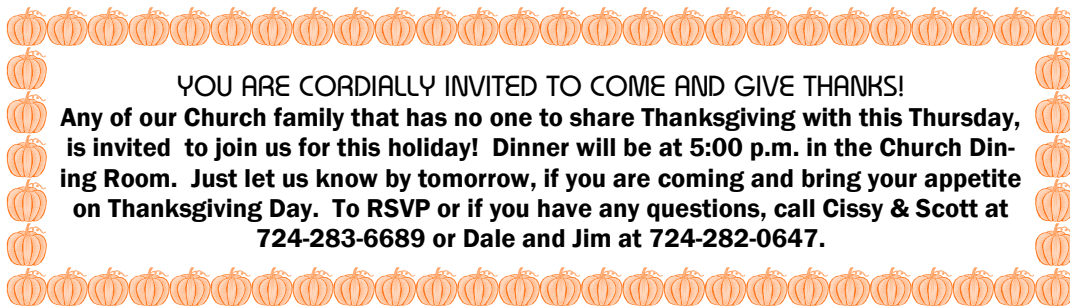 YOU ARE CORDIALLY INVITED TO COME AND GIVE THANKS!
Any of our Church family that has no one to share Thanksgiving with this Thursday,
is invited  to join us for this holiday!  Dinner will be at 5:00 p.m. in the Church Din-
ing Room.  Just let us know by tomorrow, if you are coming and bring your appetite
on Thanksgiving Day.  To RSVP or if you have any questions, call Cissy & Scott at
724-283-6689 or Dale and Jim at 724-282-0647.